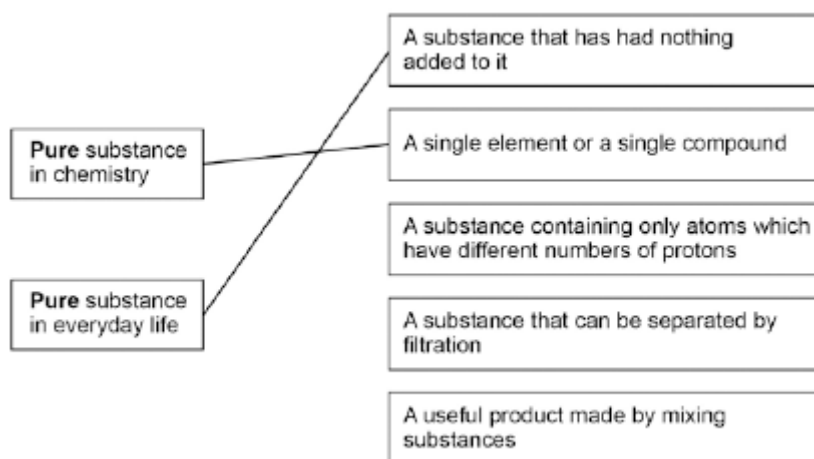 Pure substance
in chemistry
Pure substance
in everyday life
A substance that has had nothing
added to it
A single element or a single compound
A substance containing only atoms which
have different numbers of protons
A substance that can be separated by
filtration
A useful product made by mixing
substances